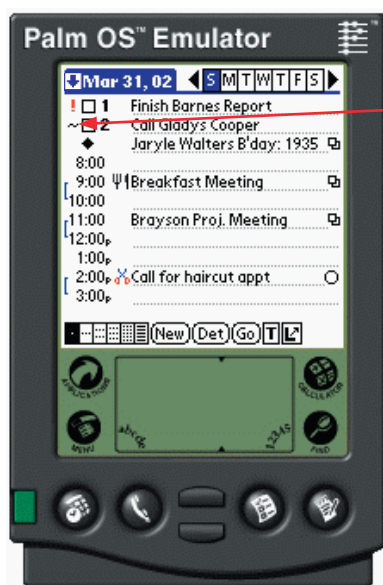 Palm OS™ Emulator
Mar 31, 02 S M T W T F S
! 1 Finish Barnes Report
~ 2 Call Gladys Cooper
Jaryle Walters B'day: 1935
8:00
9:00 Breakfast Meeting
10:00
11:00 Brayson Proj. Meeting
12:00p
1:00p
2:00p Call for haircut appt
3:00p
New Det Go T
APPLICATIONS CALCULATOR
MENU abcde 12345 FIND